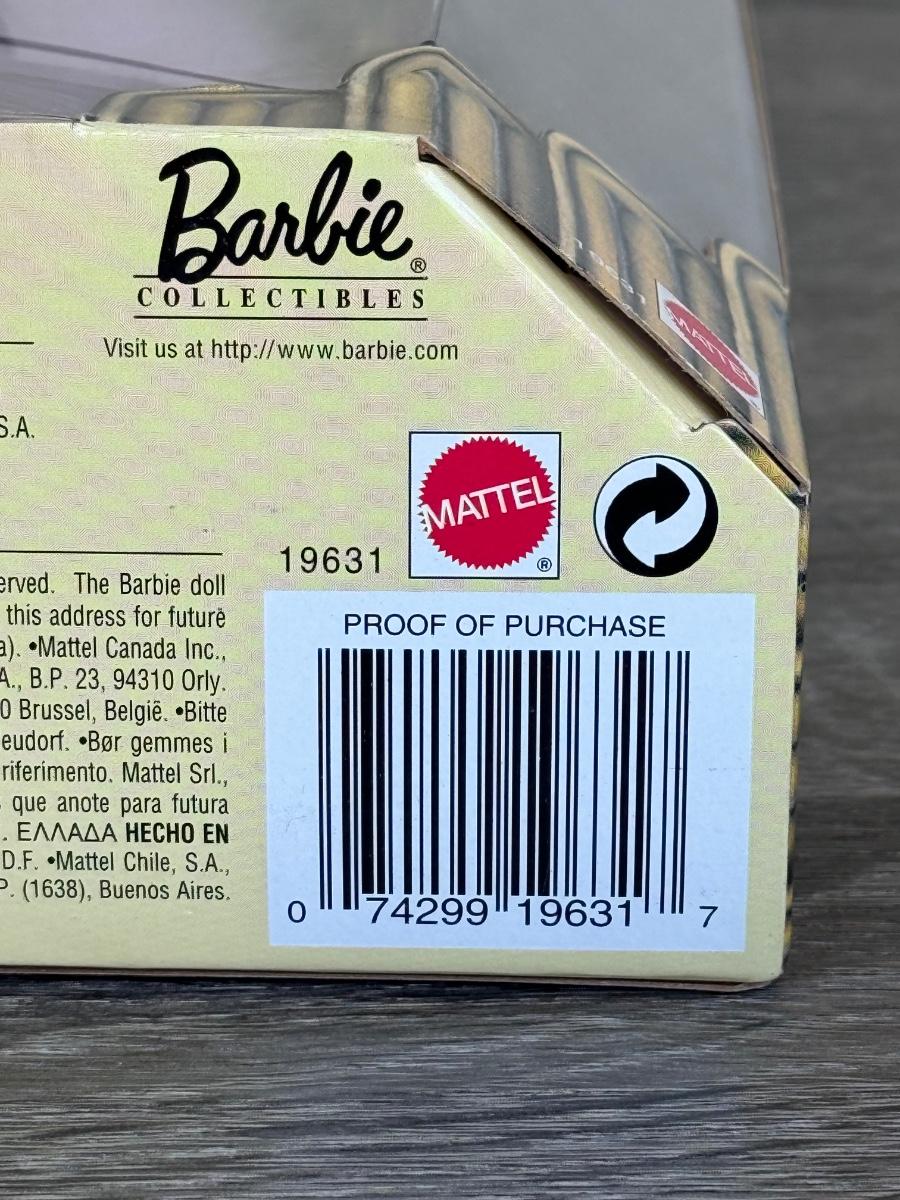 Barbie®
COLLECTIBLES
Visit us at http://www.barbie.com
S.A.
MATTEL
MATTEL®
19631
erved. The Barbie doll
this address for future
a). •Mattel Canada Inc.,
A., B.P. 23, 94310 Orly.
0 Brussel, België. •Bitte
eudorf. •Bør gemmes i
riferimento. Mattel Srl.,
que anote para futura
. ΕΛΛΑΔΑ HECHO EN
D.F. •Mattel Chile, S.A.,
P. (1638), Buenos Aires.
PROOF OF PURCHASE
0 74299 19631 7